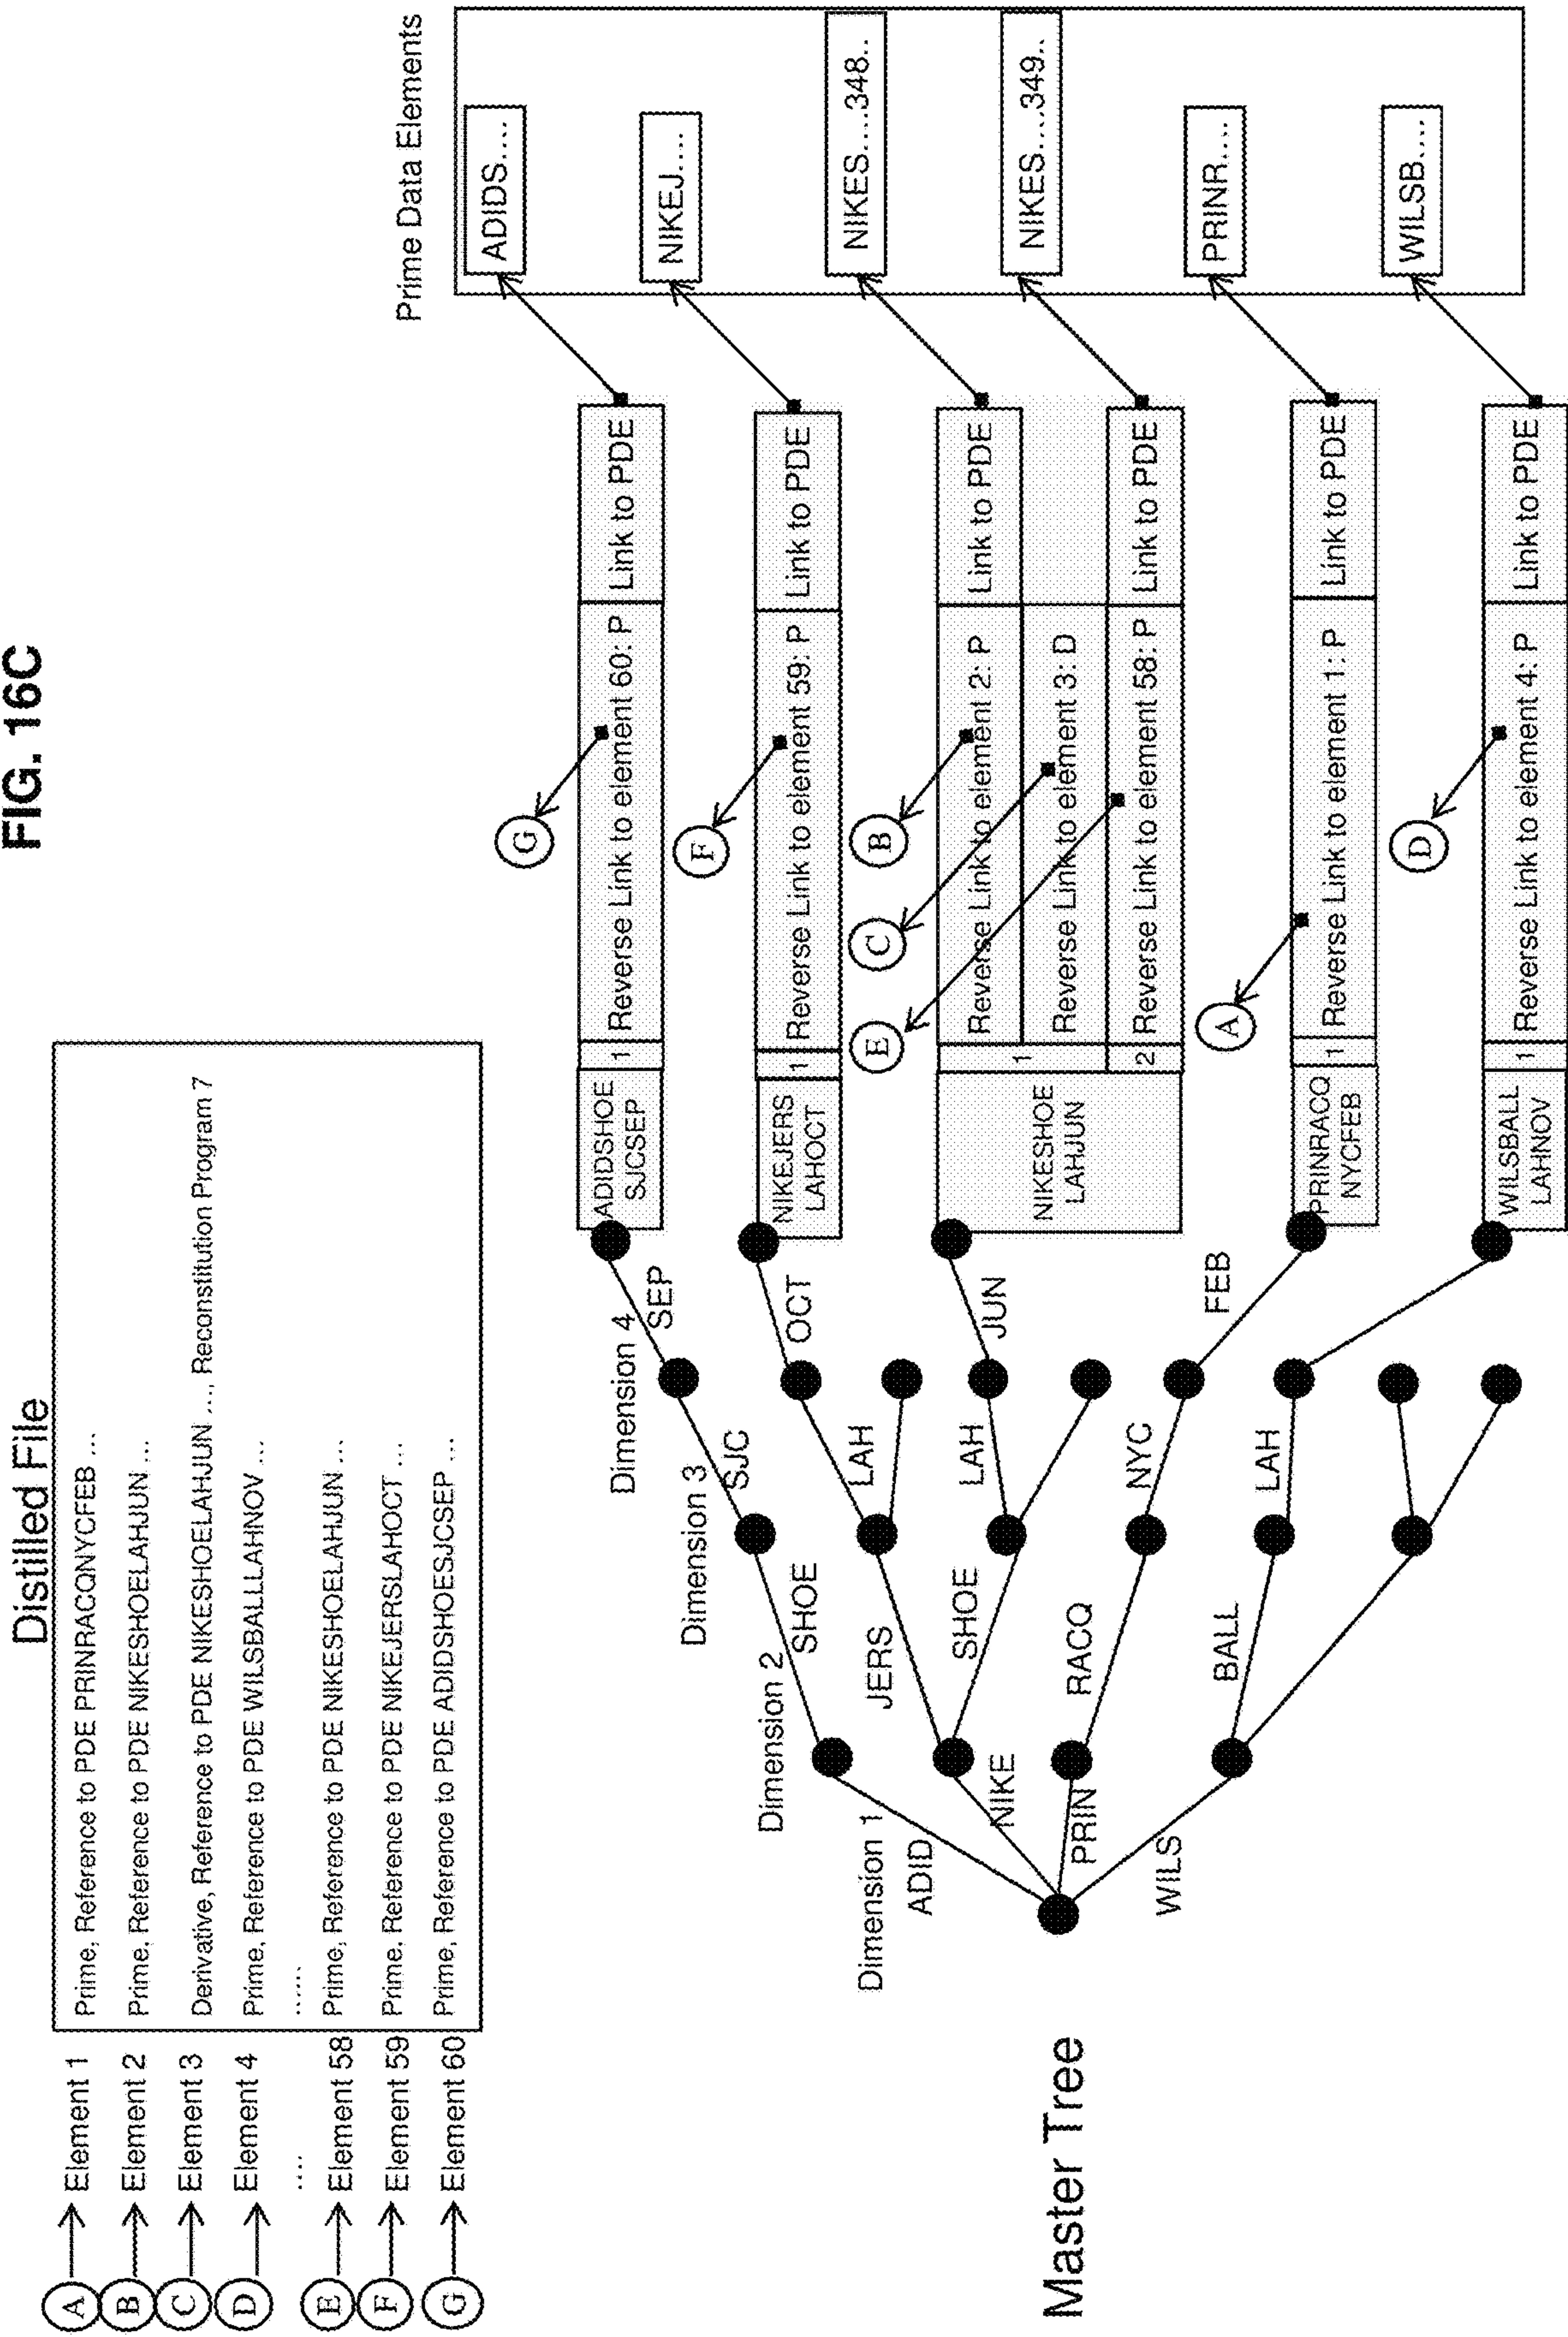 FIG. 16C
Distilled File
A Element 1 Prime, Reference to PDE PRINRACQNYCFEB ...
B Element 2 Prime, Reference to PDE NIKESHOELAHJUN ...
C Element 3 Derivative, Reference to PDE NIKESHOELAHJUN ...., Reconstitution Program 7
D Element 4 Prime, Reference to PDE WILSBALLLAHNOV ...
.... .....
E Element 58 Prime, Reference to PDE NIKESHOELAHJUN ...
F Element 59 Prime, Reference to PDE NIKEJERSLAHOCT ...
G Element 60 Prime, Reference to PDE ADIDSHOESJCSEP ...
Master Tree
Dimension 1
Dimension 2
Dimension 3
Dimension 4
ADID
SHOE
SJC
SEP
NIKE
JERS
LAH
OCT
SHOE
LAH
JUN
PRIN
RACQ
NYC
FEB
WILS
BALL
LAH
ADIDSHOE
SJCSEP
1
Reverse Link to element 60: P
Link to PDE
G
NIKEJERS
LAHOCT
1
Reverse Link to element 59: P
Link to PDE
F
NIKESHOE
LAHJUN
1
Reverse Link to element 2: P
Link to PDE
B
Reverse Link to element 3: D
C
2
Reverse Link to element 58: P
Link to PDE
E
PRINRACQ
NYCFEB
1
Reverse Link to element 1: P
Link to PDE
A
WILSBALL
LAHNOV
1
Reverse Link to element 4: P
Link to PDE
D
Prime Data Elements
ADIDS....
NIKEJ....
NIKES....348..
NIKES....349..
PRINR....
WILSB....